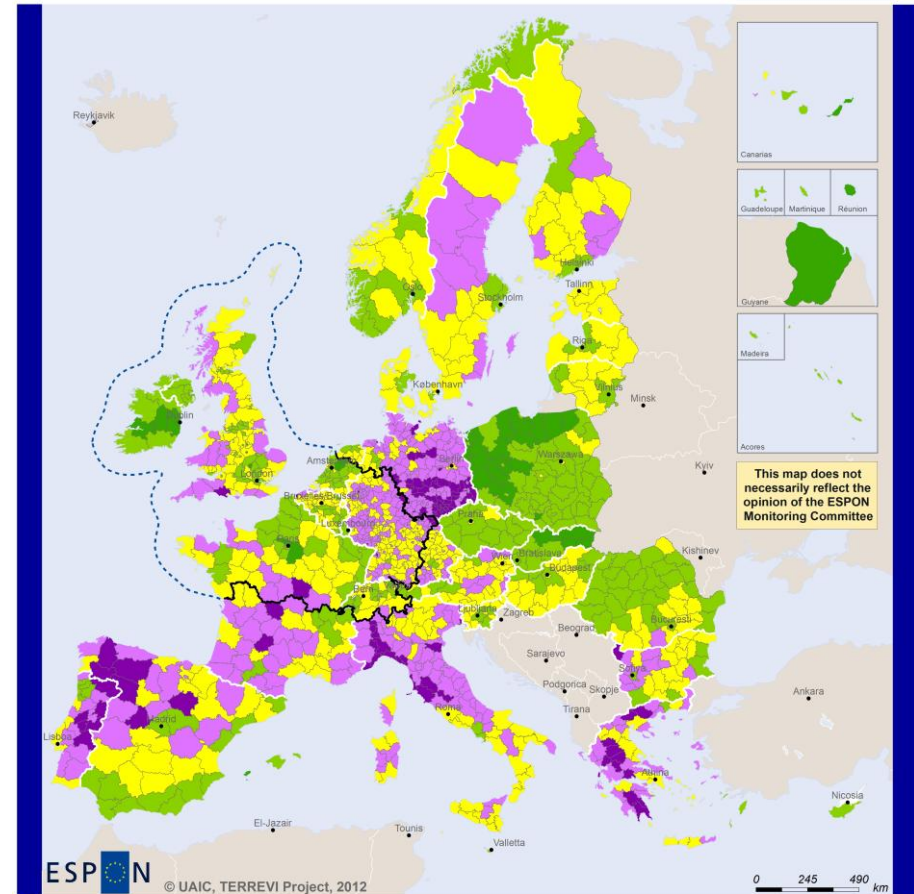 Reykjavik
Canarias
Guadeloupe
Martinique
Réunion
Guyane
Madeira
Acores
This map does not
necessarily reflect the
opinion of the ESPON
Monitoring Committee
Helsinki
Tallinn
Oslo
Stockholm
Riga
København
Vilnius
Minsk
Dublin
London
Amsterdam
Berlin
Warszawa
Kyiv
Bruxelles/Brussel
Luxembourg
Praha
Paris
Wien
Bratislava
Budapest
Kishinev
Bern
Ljubljana
Zagreb
Beograd
Bucuresti
Sarajevo
Sofiya
Podgorica
Skopje
Tirana
Roma
Madrid
Lisboa
Ankara
Athina
El-Jazair
Tounis
Valletta
Nicosia
ESPON
© UAIC, TERREVI Project, 2012
0 245 490
km